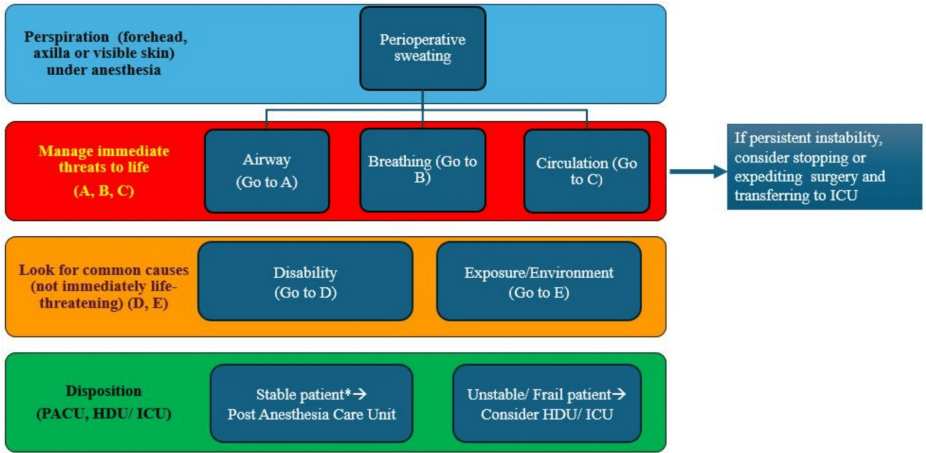 Perspiration (forehead,
axilla or visible skin)
under anesthesia
Perioperative
sweating
Manage immediate
threats to life
(A, B, C)
Airway
(Go to A)
Breathing (Go to
B)
Circulation (Go
to C)
If persistent instability,
consider stopping or
expediting surgery and
transferring to ICU
Look for common causes
(not immediately life-
threatening) (D, E)
Disability
(Go to D)
Exposure/Environment
(Go to E)
Disposition
(PACU, HDU/ ICU)
Stable patient*→
Post Anesthesia Care Unit
Unstable/ Frail patient→
Consider HDU/ ICU